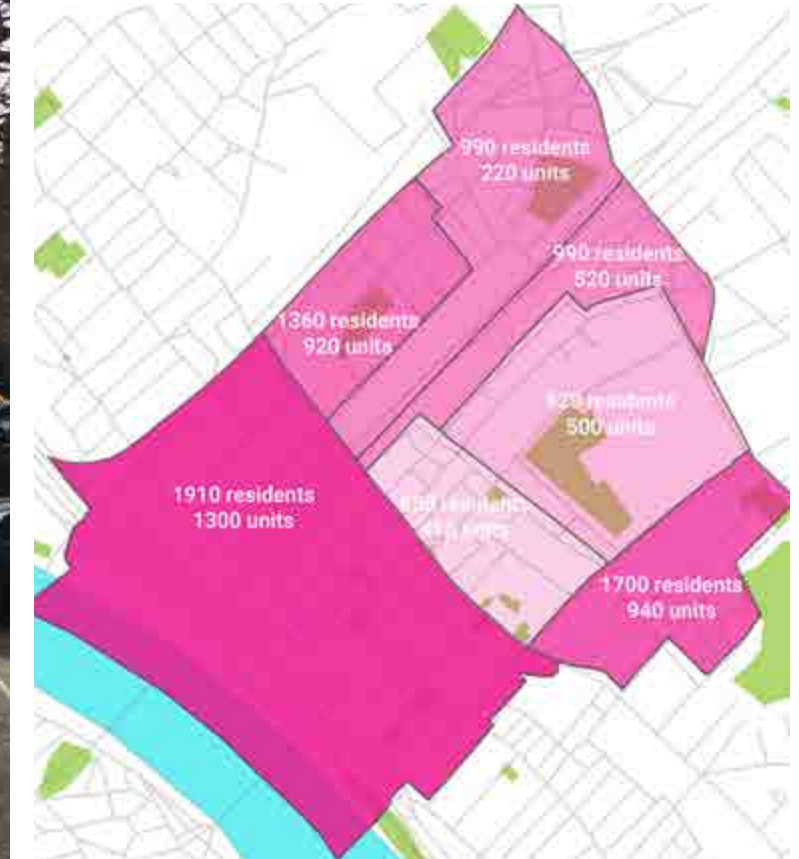 990 residents
220 units
990 residents
520 units
1360 residents
920 units
residents
500 units
1910 residents
1300 units
residents
units
1700 residents
940 units